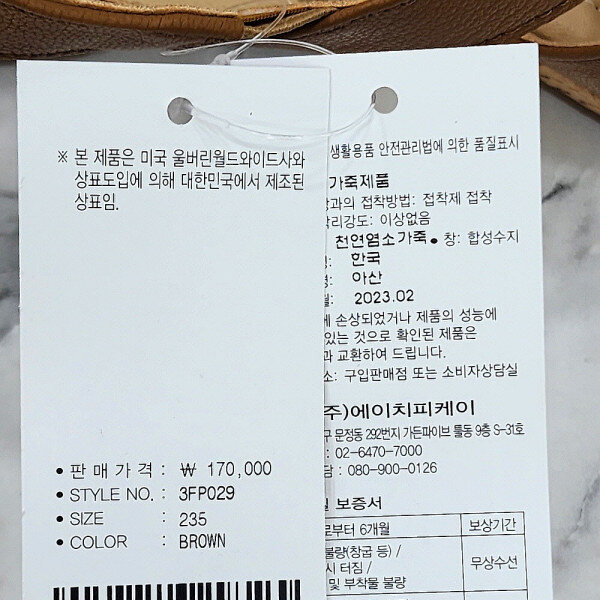 ※ 본 제품은 미국 울버린월드와이드사와
상표도입에 의해 대한민국에서 제조된
상표임.
• 판 매 가 격 : ₩ 170,000
• STYLE NO. : 3FP029
• SIZE : 235
• COLOR : BROWN
생활용품 안전관리법에 의한 품질표시
가죽제품
과의 접착방법: 접착제 접착
리강도: 이상없음
천연염소가죽 • 창: 합성수지
: 한국
: 아산
: 2023.02
손상되었거나 제품의 성능에
있는 것으로 확인된 제품은
과 교환하여 드립니다.
소: 구입판매점 또는 소비자상담실
주)에이치피케이
구 문정동 292번지 가든파이브 툴동 9층 S-31호
: 02-6470-7000
담 : 080-900-0126
보증서
로부터 6개월 보상기간
불량(창굽 등) /
시 터짐 / 무상수선
및 부착물 불량